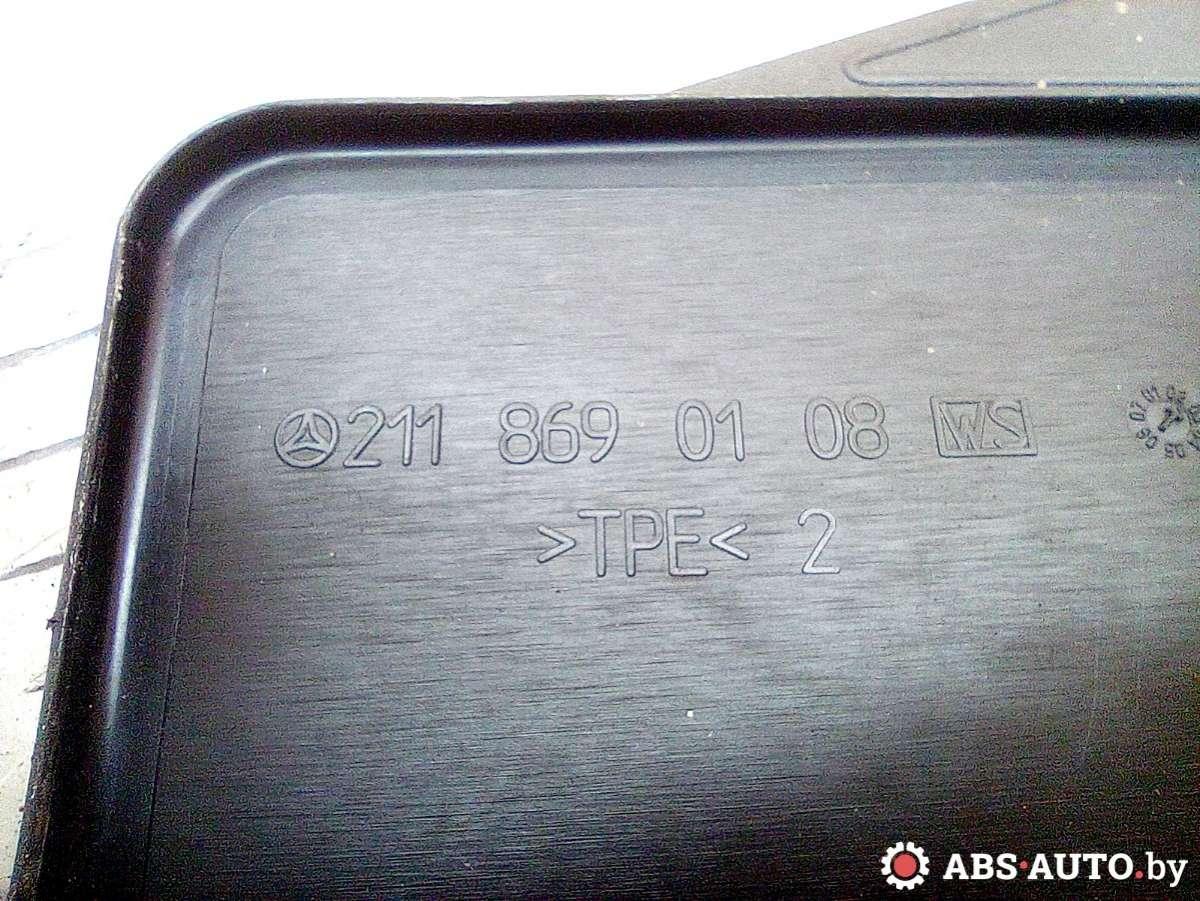 211 869 01 08 WS
>TPE< 2
ABS·AUTO.by